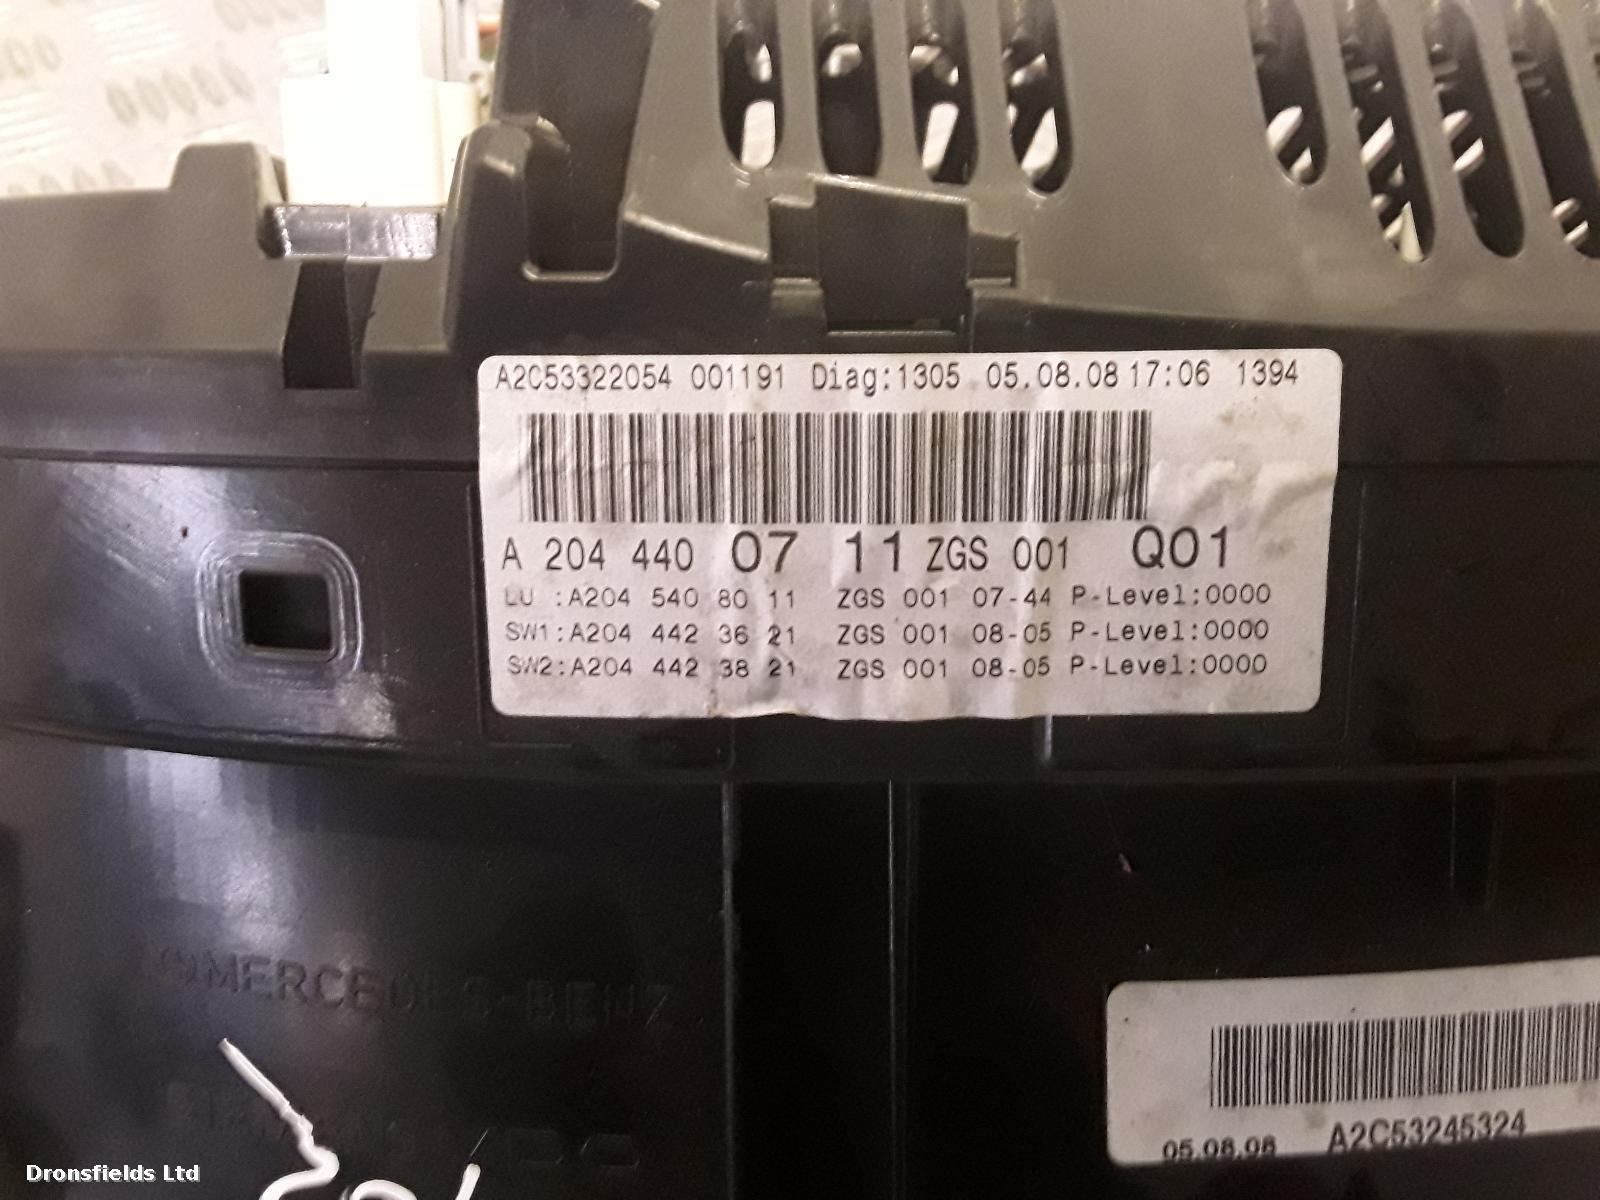 A2C53322054 001191 Diag:1305 05.08.08 17:06 1394
A 204 440 07 11 ZGS 001 Q01
LU :A204 540 80 11 ZGS 001 07-44 P-Level:0000
SW1:A204 442 36 21 ZGS 001 08-05 P-Level:0000
SW2:A204 442 38 21 ZGS 001 08-05 P-Level:0000
MERCEDES-BENZ
05.08.08 A2C53245324
Dronsfields Ltd